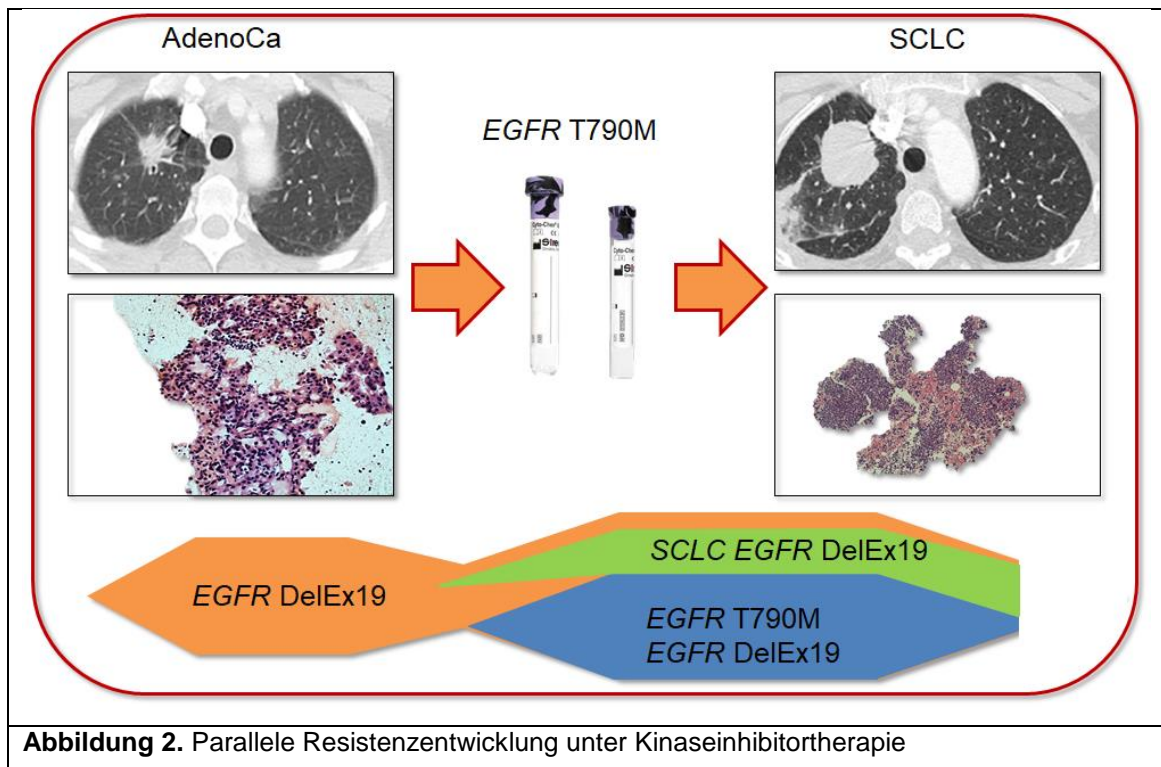 AdenoCa
SCLC
EGFR T790M
EGFR DelEx19
SCLC EGFR DelEx19
EGFR T790M
EGFR DelEx19
Abbildung 2. Parallele Resistenzentwicklung unter Kinaseinhibitortherapie